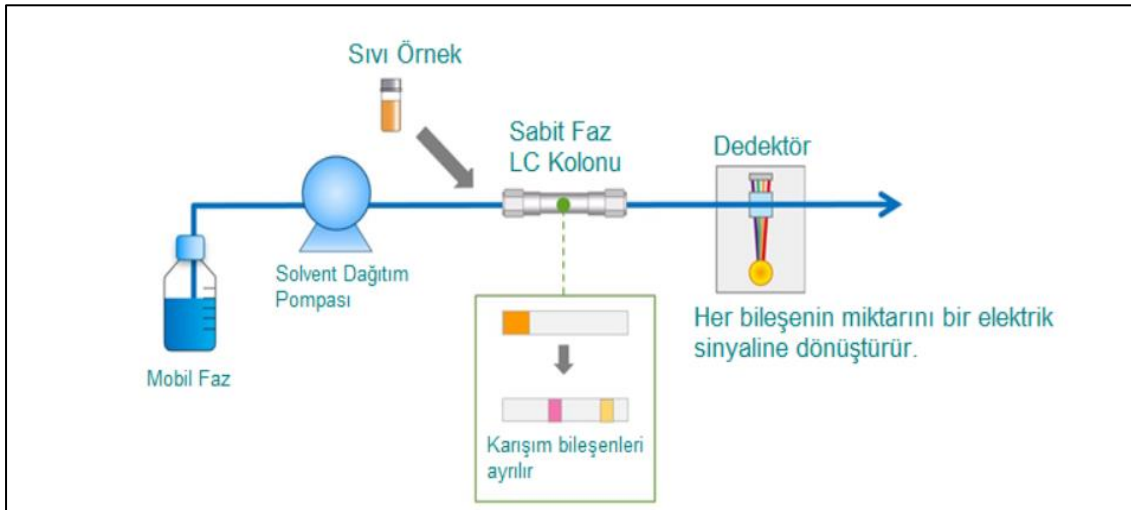 Sıvı Örnek
Sabit Faz
LC Kolonu
Dedektör
Solvent Dağıtım
Pompası
Mobil Faz
Her bileşenin miktarını bir elektrik
sinyaline dönüştürür.
Karışım bileşenleri
ayrılır